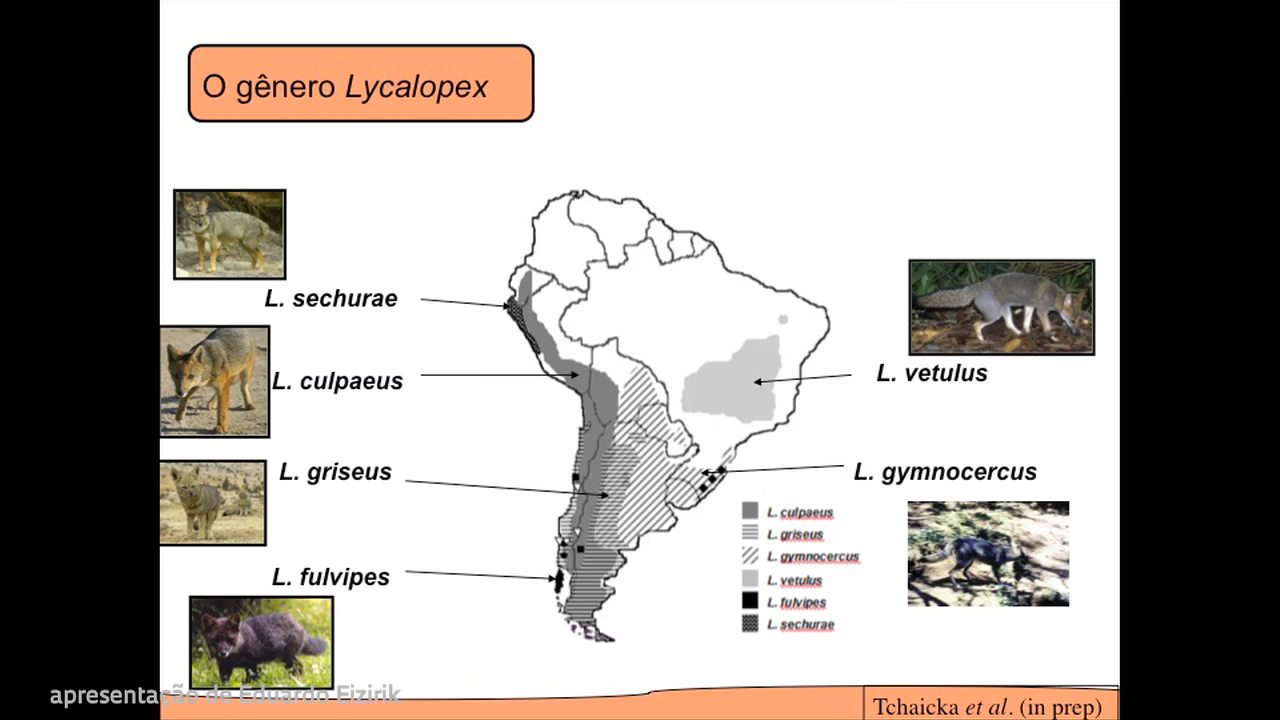 O gênero Lycalopex
L. sechurae
L. culpaeus
L. griseus
L. fulvipes
L. vetulus
L. gymnocercus
L. culpaeus
L. griseus
L. gymnocercus
L. vetulus
L. fulvipes
L. sechurae
apresentação de Eduardo Eizirik
Tchaicka et al. (in prep)